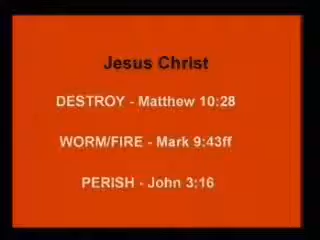 Jesus Christ
DESTROY - Matthew 10:28
WORM/FIRE - Mark 9:43ff
PERISH - John 3:16